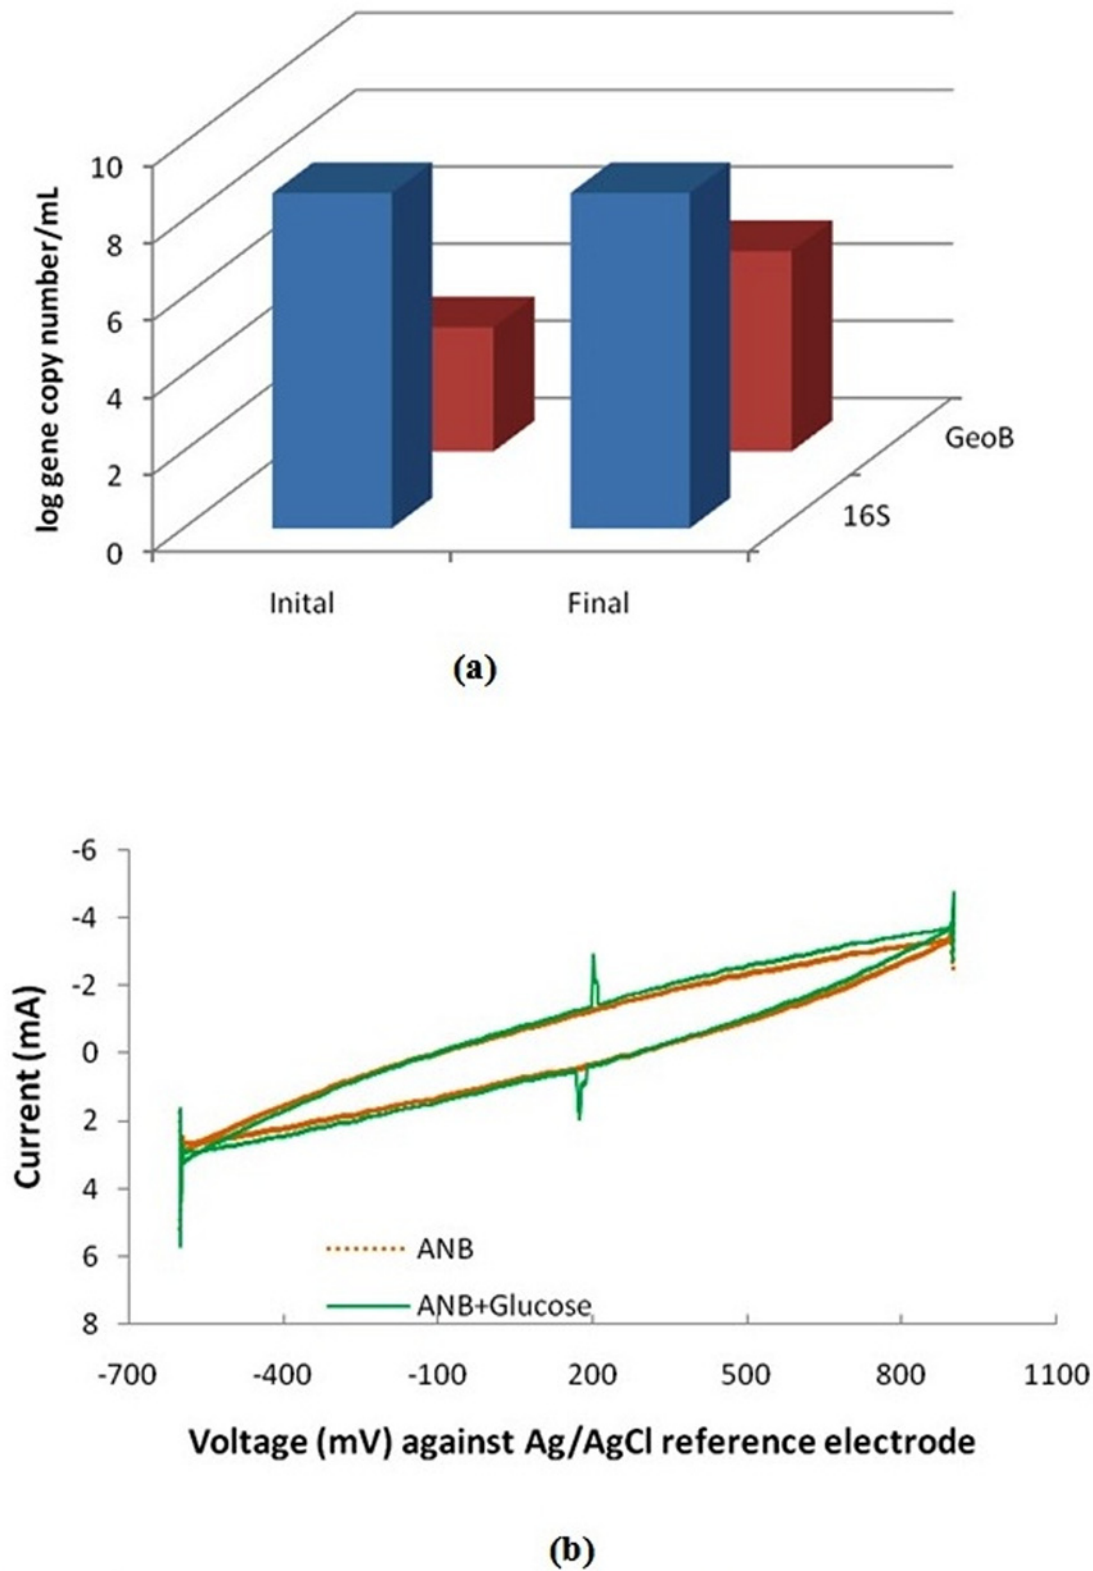 log gene copy number/mL
10
8
6
4
2
0
GeoB
16S
Inital
Final
(a)
Current (mA)
-6
-4
-2
0
2
4
6
8
ANB
ANB+Glucose
-700
-400
-100
200
500
800
1100
Voltage (mV) against Ag/AgCl reference electrode
(b)